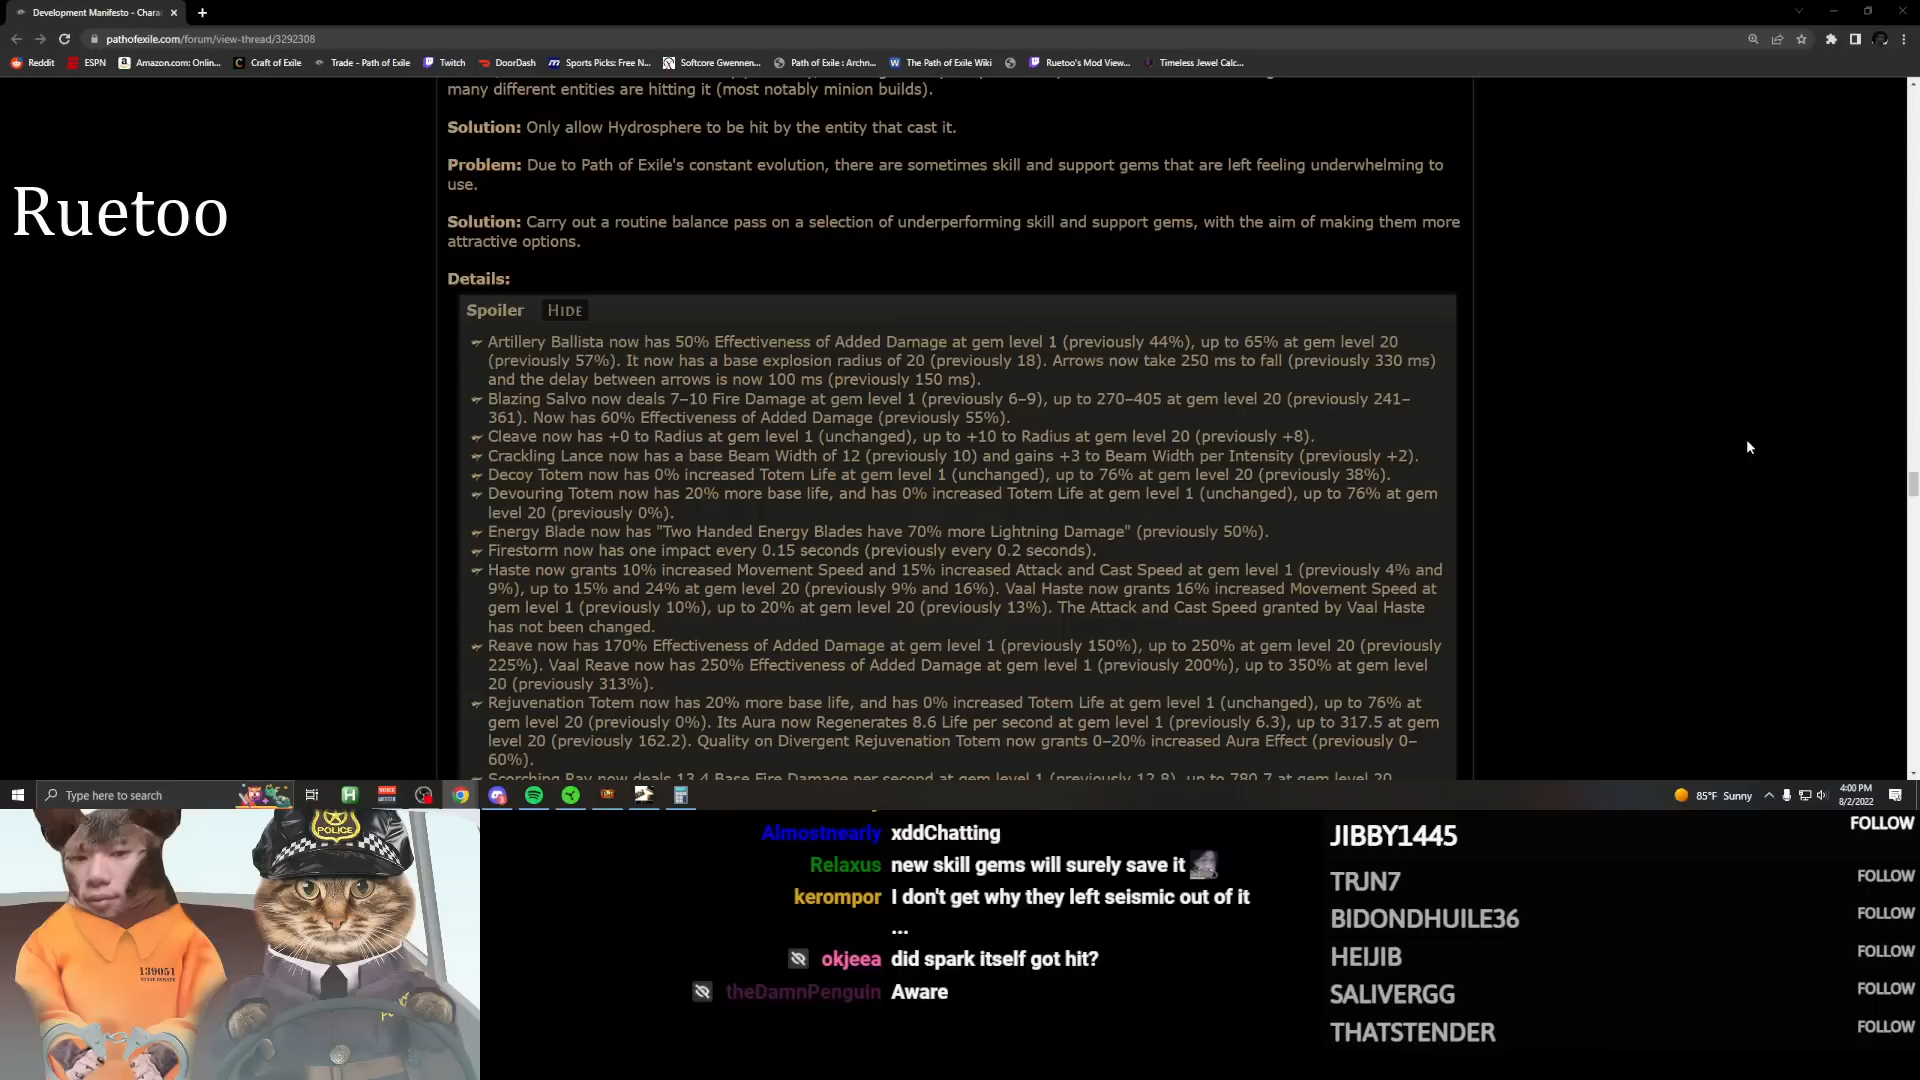 Development Manifesto - Chara
pathofexile.com/forum/view-thread/3292308
Reddit ESPN Amazon.com: Onlin... Craft of Exile Trade - Path of Exile Twitch DoorDash Sports Picks: Free N... Softcore Gwennen... Path of Exile : Archn... The Path of Exile Wiki Ruetoo's Mod View... Timeless Jewel Calc...
many different entities are hitting it (most notably minion builds).
Solution: Only allow Hydrosphere to be hit by the entity that cast it.
Problem: Due to Path of Exile's constant evolution, there are sometimes skill and support gems that are left feeling underwhelming to
use.
Ruetoo
Solution: Carry out a routine balance pass on a selection of underperforming skill and support gems, with the aim of making them more
attractive options.
Details:
Spoiler HIDE
Artillery Ballista now has 50% Effectiveness of Added Damage at gem level 1 (previously 44%), up to 65% at gem level 20
(previously 57%). It now has a base explosion radius of 20 (previously 18). Arrows now take 250 ms to fall (previously 330 ms)
and the delay between arrows is now 100 ms (previously 150 ms).
Blazing Salvo now deals 7–10 Fire Damage at gem level 1 (previously 6–9), up to 270–405 at gem level 20 (previously 241–
361). Now has 60% Effectiveness of Added Damage (previously 55%).
Cleave now has +0 to Radius at gem level 1 (unchanged), up to +10 to Radius at gem level 20 (previously +8).
Crackling Lance now has a base Beam Width of 12 (previously 10) and gains +3 to Beam Width per Intensity (previously +2).
Decoy Totem now has 0% increased Totem Life at gem level 1 (unchanged), up to 76% at gem level 20 (previously 38%).
Devouring Totem now has 20% more base life, and has 0% increased Totem Life at gem level 1 (unchanged), up to 76% at gem
level 20 (previously 0%).
Energy Blade now has "Two Handed Energy Blades have 70% more Lightning Damage" (previously 50%).
Firestorm now has one impact every 0.15 seconds (previously every 0.2 seconds).
Haste now grants 10% increased Movement Speed and 15% increased Attack and Cast Speed at gem level 1 (previously 4% and
9%), up to 15% and 24% at gem level 20 (previously 9% and 16%). Vaal Haste now grants 16% increased Movement Speed at
gem level 1 (previously 10%), up to 20% at gem level 20 (previously 13%). The Attack and Cast Speed granted by Vaal Haste
has not been changed.
Reave now has 170% Effectiveness of Added Damage at gem level 1 (previously 150%), up to 250% at gem level 20 (previously
225%). Vaal Reave now has 250% Effectiveness of Added Damage at gem level 1 (previously 200%), up to 350% at gem level
20 (previously 313%).
Rejuvenation Totem now has 20% more base life, and has 0% increased Totem Life at gem level 1 (unchanged), up to 76% at
gem level 20 (previously 0%). Its Aura now Regenerates 8.6 Life per second at gem level 1 (previously 6.3), up to 317.5 at gem
level 20 (previously 162.2). Quality on Divergent Rejuvenation Totem now grants 0–20% increased Aura Effect (previously 0–
60%).
Scorching Ray now deals 13.4 Base Fire Damage per second at gem level 1 (previously 12.8), up to 780.7 at gem level 20
Type here to search
85°F Sunny
4:00 PM
8/2/2022
POLICE
139051
Almostnearly xddChatting
Relaxus new skill gems will surely save it
kerompor I don't get why they left seismic out of it
...
okjeea did spark itself got hit?
theDamnPenguin Aware
FOLLOW
JIBBY1445
TRJN7 FOLLOW
BIDONDHUILE36 FOLLOW
HEIJIB FOLLOW
SALIVERGG FOLLOW
THATSTENDER FOLLOW